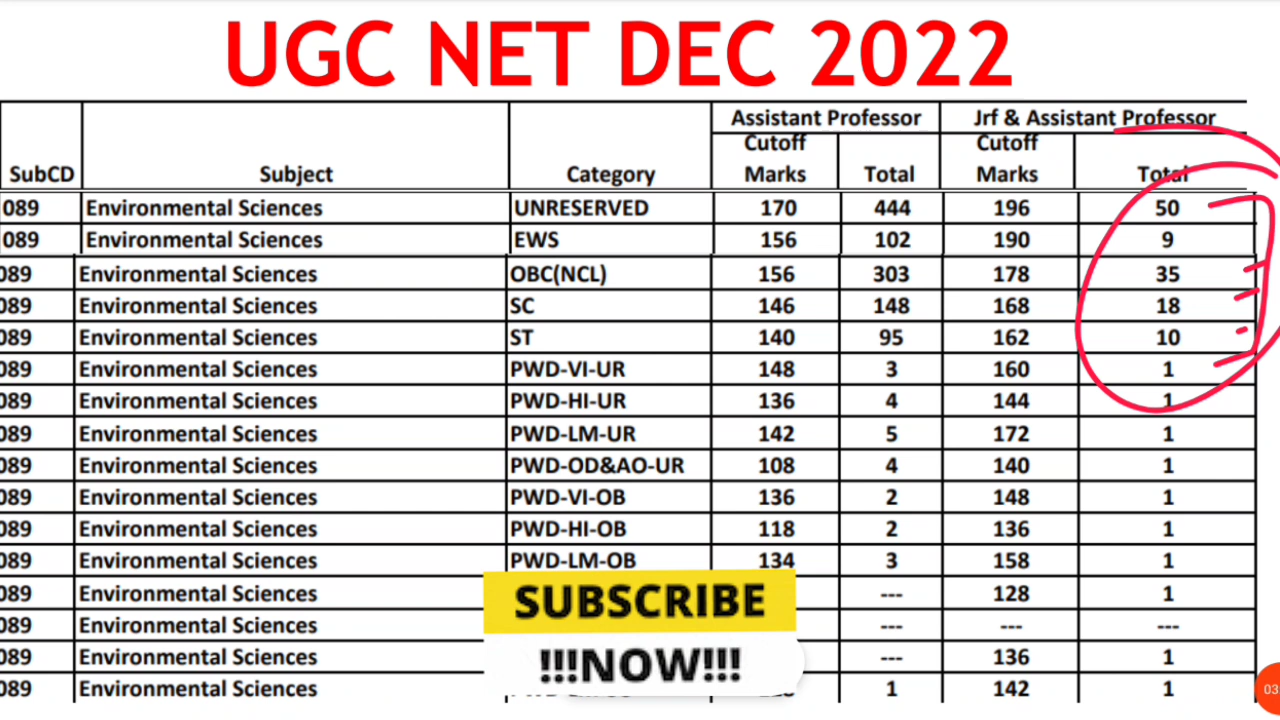 UGC NET DEC 2022
Assistant Professor Jrf & Assistant Professor
SubCD Subject Category Cutoff Marks Total Cutoff Marks Total
089 Environmental Sciences UNRESERVED 170 444 196 50
089 Environmental Sciences EWS 156 102 190 9
089 Environmental Sciences OBC(NCL) 156 303 178 35
089 Environmental Sciences SC 146 148 168 18
089 Environmental Sciences ST 140 95 162 10
089 Environmental Sciences PWD-VI-UR 148 3 160 1
089 Environmental Sciences PWD-HI-UR 136 4 144 1
089 Environmental Sciences PWD-LM-UR 142 5 172 1
089 Environmental Sciences PWD-OD&AO-UR 108 4 140 1
089 Environmental Sciences PWD-VI-OB 136 2 148 1
089 Environmental Sciences PWD-HI-OB 118 2 136 1
089 Environmental Sciences PWD-LM-OB 134 3 158 1
089 Environmental Sciences --- 128 1
089 Environmental Sciences --- --- ---
089 Environmental Sciences --- 136 1
089 Environmental Sciences 1 142 1
SUBSCRIBE
!!!NOW!!!
03